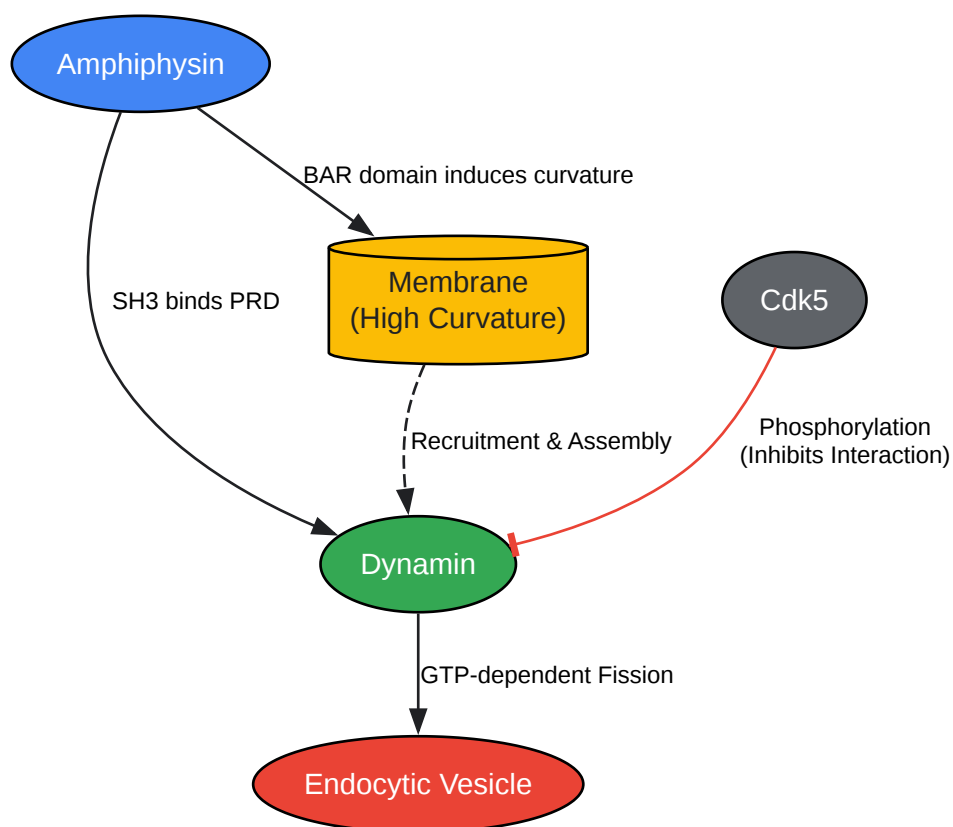 Amphiphysin
BAR domain induces curvature
SH3 binds PRD
Membrane
(High Curvature)
Cdk5
Recruitment & Assembly
Phosphorylation
(Inhibits Interaction)
Dynamin
GTP-dependent Fission
Endocytic Vesicle